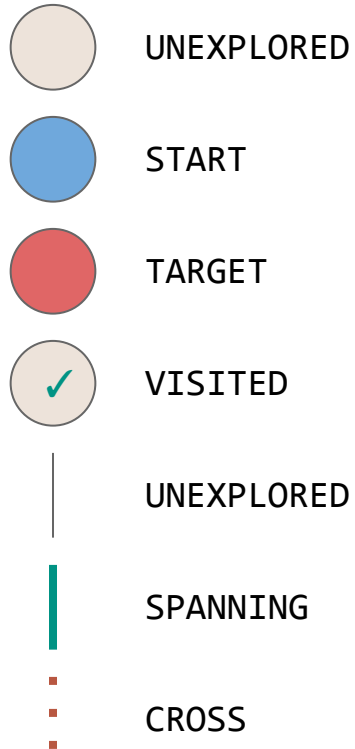 UNEXPLORED
START
TARGET
VISITED
UNEXPLORED
SPANNING
CROSS